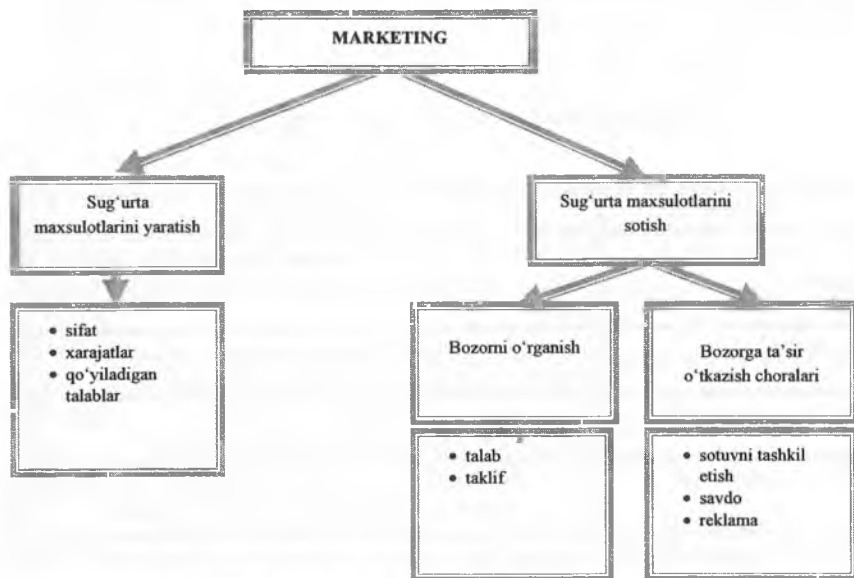 MARKETING
Sug‘urta
maxsulotlarini yaratish
Sug‘urta maxsulotlarini
sotish
• sifat
• xarajatlar
• qo‘yiladigan
talablar
Bozorni o‘rganish
Bozorga ta’sir
o‘tkazish choralari
• talab
• taklif
• sotuvni tashkil
etish
• savdo
• reklama